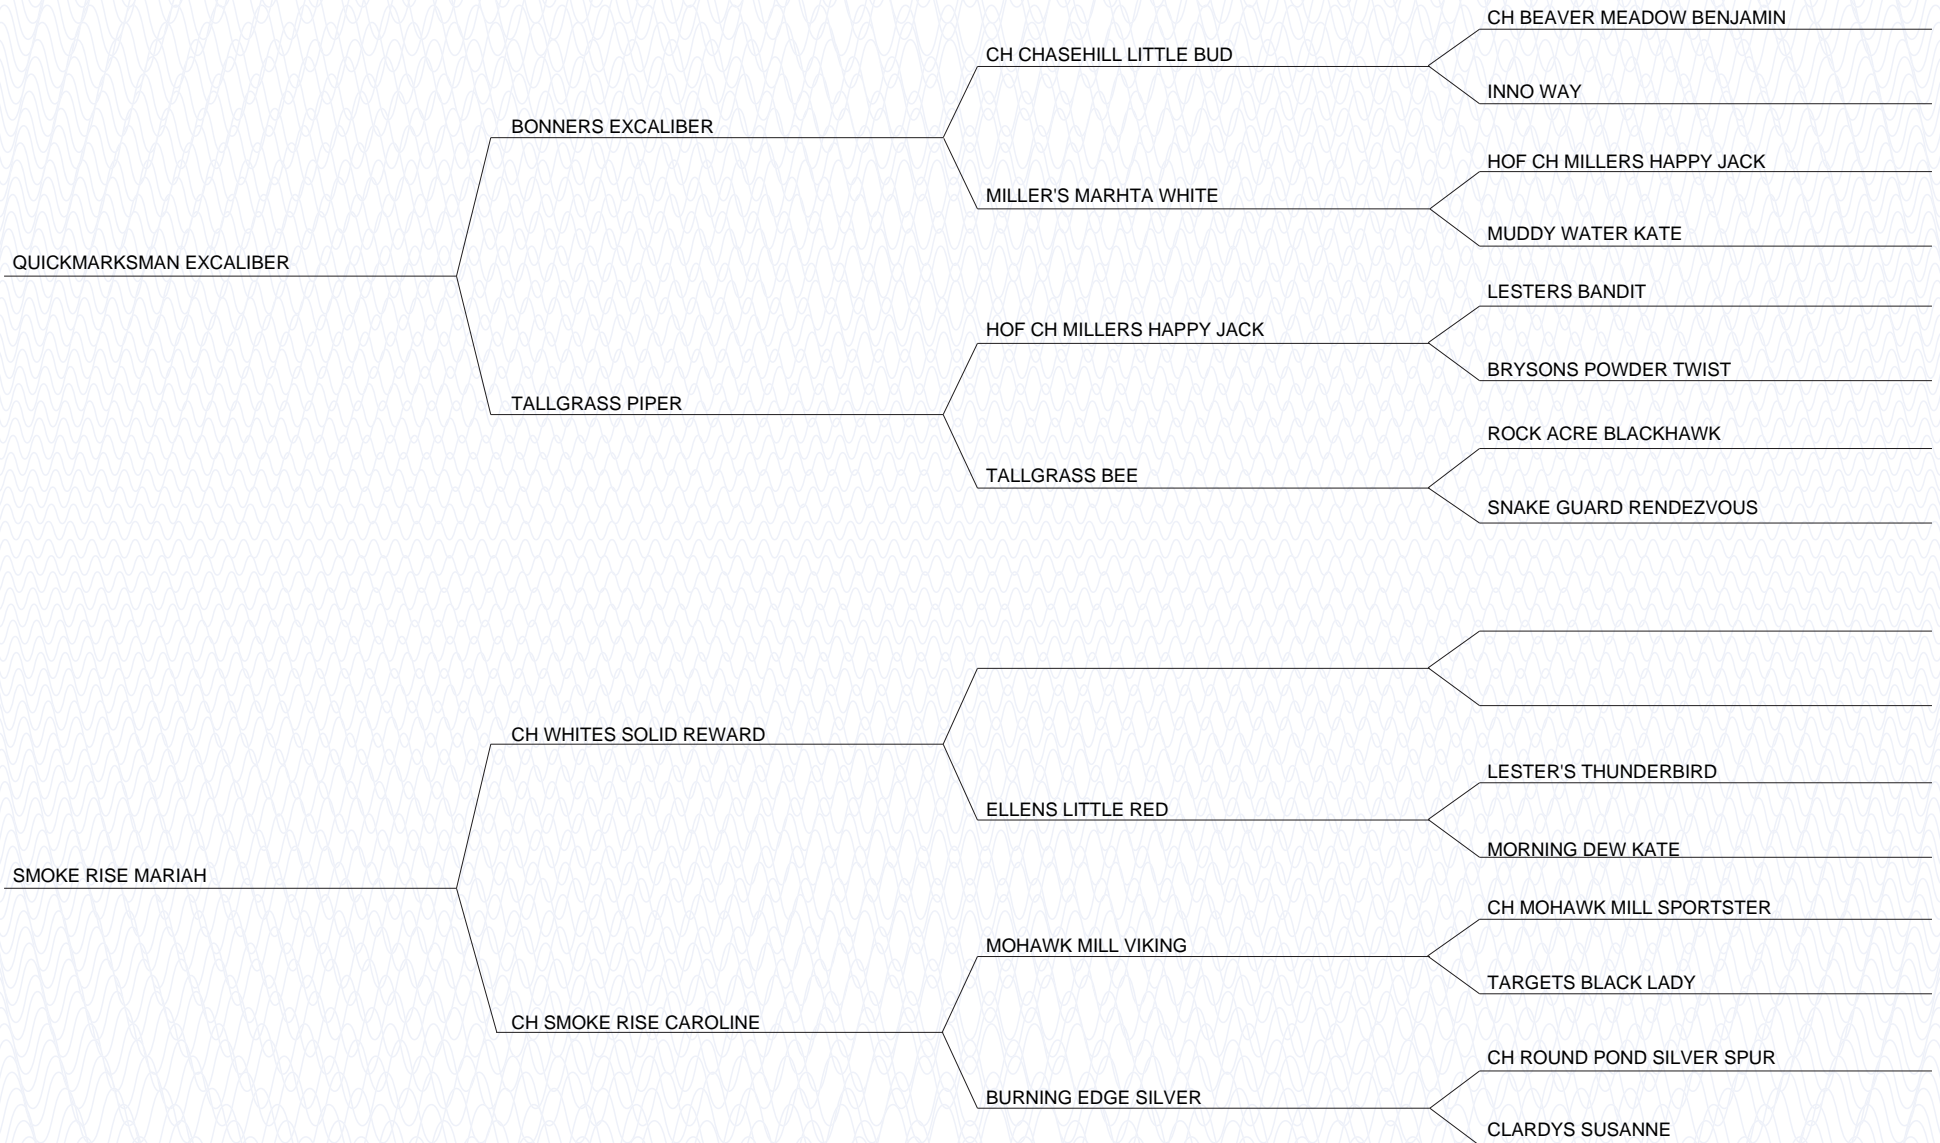 CH BEAVER MEADOW BENJAMIN
CH CHASEHILL LITTLE BUD
INNO WAY
BONNERS EXCALIBER
HOF CH MILLERS HAPPY JACK
MILLER'S MARHTA WHITE
MUDDY WATER KATE
QUICKMARKSMAN EXCALIBER
LESTERS BANDIT
HOF CH MILLERS HAPPY JACK
BRYSONS POWDER TWIST
TALLGRASS PIPER
ROCK ACRE BLACKHAWK
TALLGRASS BEE
SNAKE GUARD RENDEZVOUS
CH WHITES SOLID REWARD
LESTER'S THUNDERBIRD
ELLENS LITTLE RED
MORNING DEW KATE
SMOKE RISE MARIAH
CH MOHAWK MILL SPORTSTER
MOHAWK MILL VIKING
TARGETS BLACK LADY
CH SMOKE RISE CAROLINE
CH ROUND POND SILVER SPUR
BURNING EDGE SILVER
CLARDYS SUSANNE